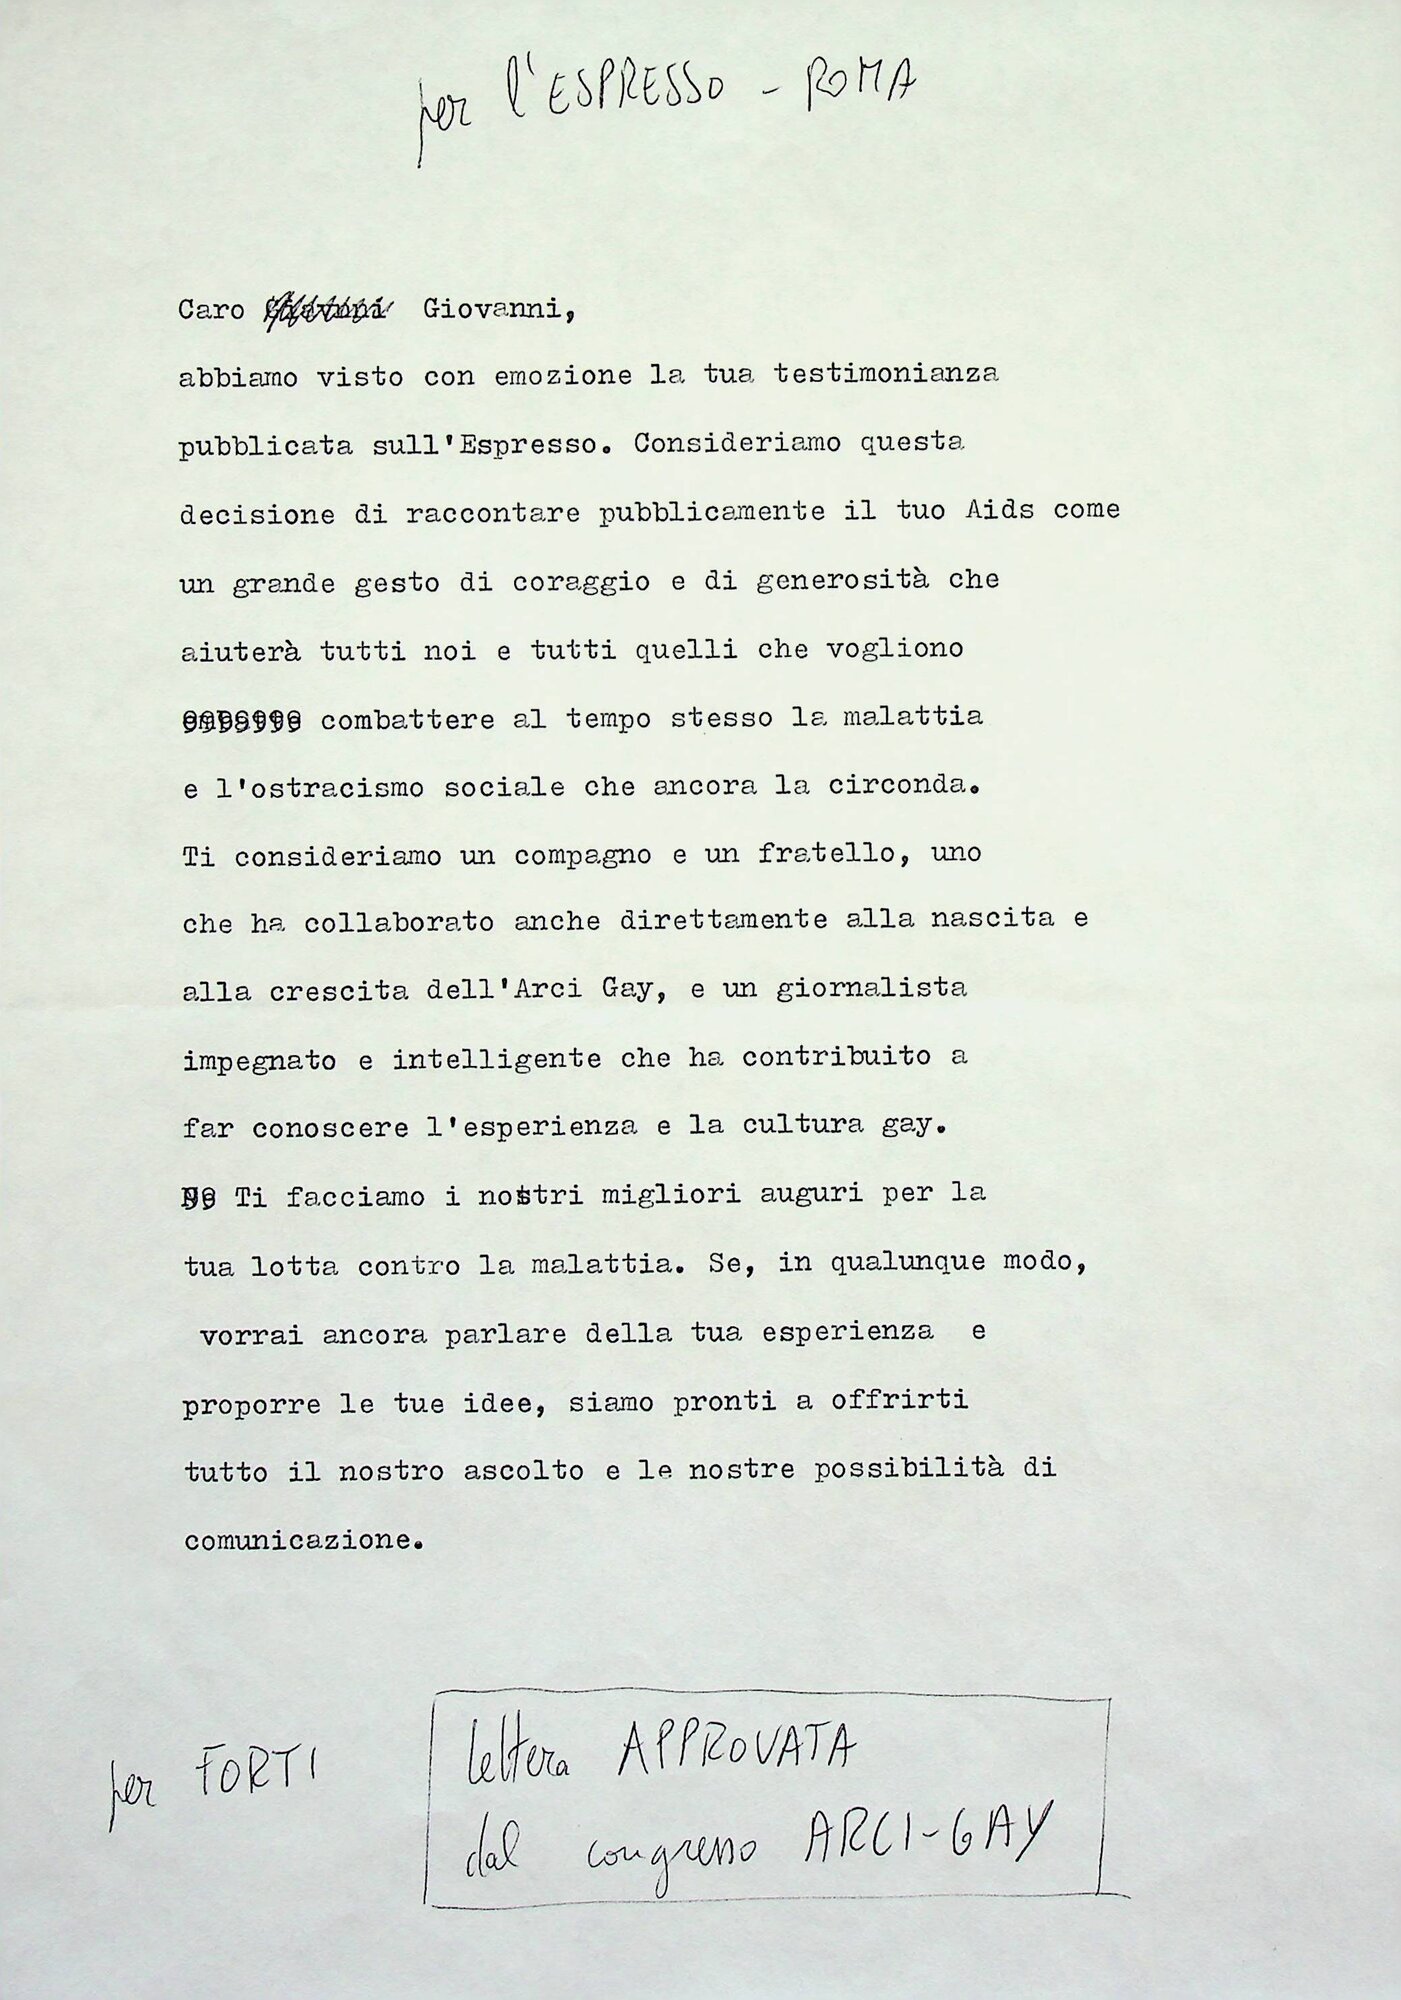 per l'ESPRESSO - ROMA
Caro Giovanni,
abbiamo visto con emozione la tua testimonianza
pubblicata sull'Espresso. Consideriamo questa
decisione di raccontare pubblicamente il tuo Aids come
un grande gesto di coraggio e di generosità che
aiuterà tutti noi e tutti quelli che vogliono
combattere al tempo stesso la malattia
e l'ostracismo sociale che ancora la circonda.
Ti consideriamo un compagno e un fratello, uno
che ha collaborato anche direttamente alla nascita e
alla crescita dell'Arci Gay, e un giornalista
impegnato e intelligente che ha contribuito a
far conoscere l'esperienza e la cultura gay.
Ti facciamo i nostri migliori auguri per la
tua lotta contro la malattia. Se, in qualunque modo,
vorrai ancora parlare della tua esperienza e
proporre le tue idee, siamo pronti a offrirti
tutto il nostro ascolto e le nostre possibilità di
comunicazione.
per FORTI
lettera APPROVATA
dal congresso ARCI-GAY